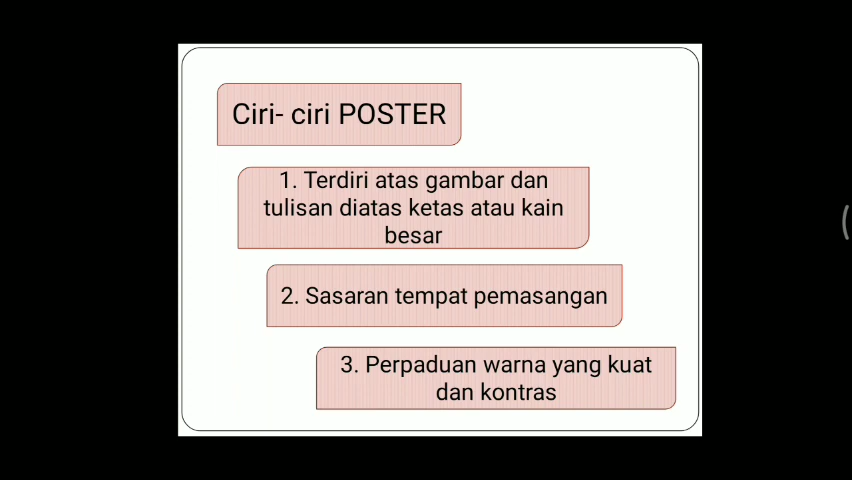 Ciri- ciri POSTER
1. Terdiri atas gambar dan
tulisan diatas ketas atau kain
besar
2. Sasaran tempat pemasangan
3. Perpaduan warna yang kuat
dan kontras